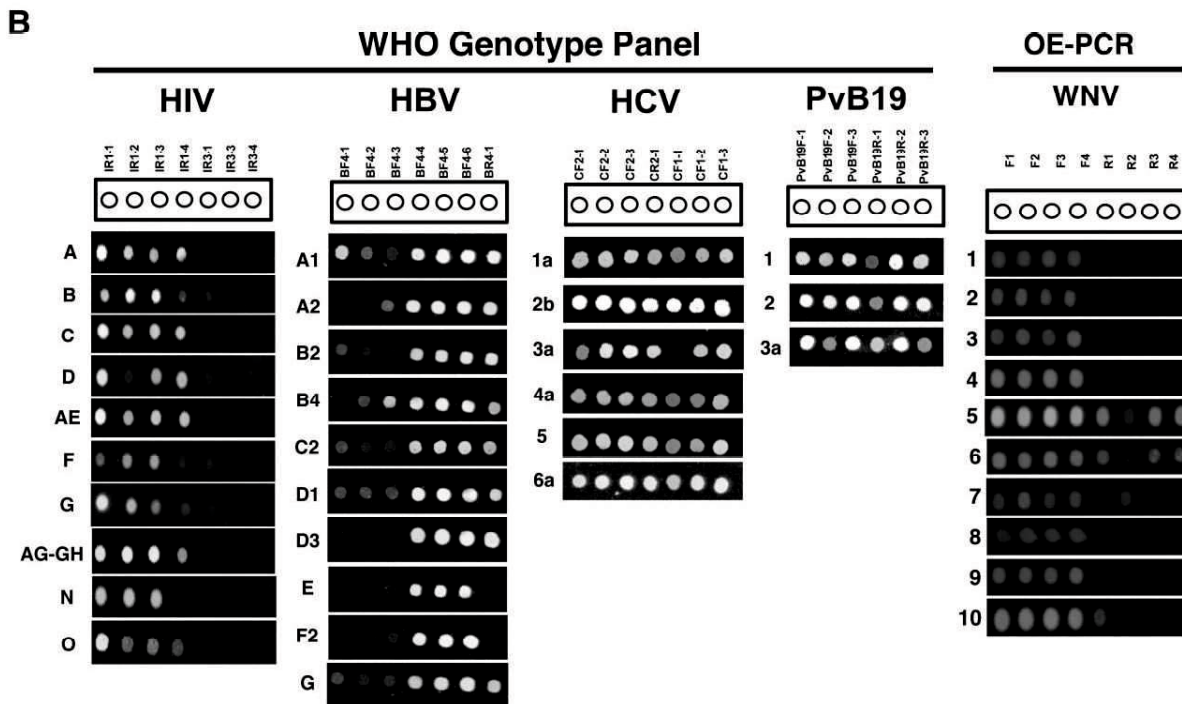 B
WHO Genotype Panel
OE-PCR
HIV
HBV
HCV
PvB19
WNV
IR1-1 IR1-2 IR1-3 IR1-4 IR3-1 IR3-3 IR3-4
BF4-1 BF4-2 BF4-3 BF4-4 BF4-5 BF4-6 BR4-1
CF2-1 CF2-2 CF2-3 CR2-1 CF1-1 CF1-2 CF1-3
PvB19F-1 PvB19F-2 PvB19F-3 PvB19R-1 PvB19R-2 PvB19R-3
F1 F2 F3 F4 R1 R2 R3 R4
A
B
C
D
AE
F
G
AG-GH
N
O
A1
A2
B2
B4
C2
D1
D3
E
F2
G
1a
2b
3a
4a
5
6a
1
2
3a
1
2
3
4
5
6
7
8
9
10